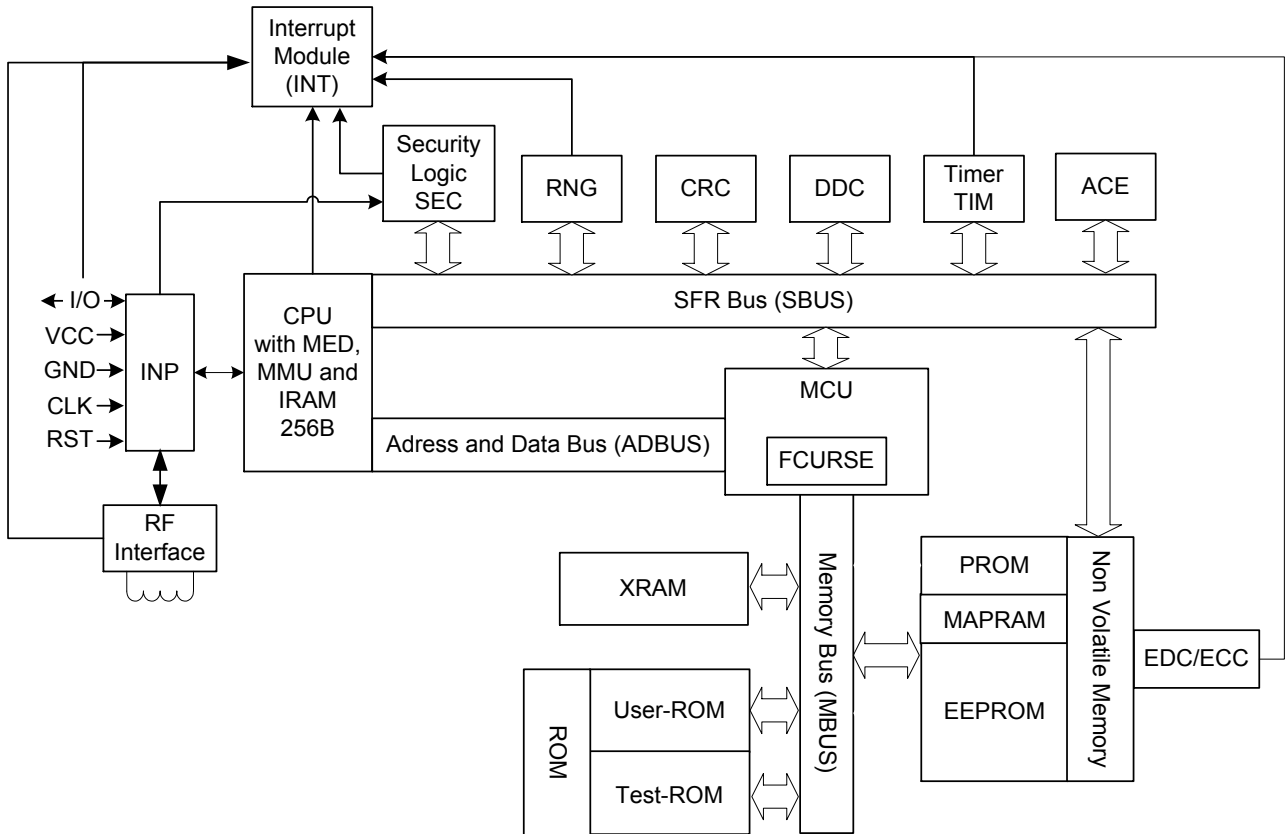 Interrupt
Module
(INT)
Security
Logic
SEC
RNG
CRC
DDC
Timer
TIM
ACE
I/O
VCC
GND
CLK
RST
INP
CPU
with MED,
MMU and
IRAM
256B
SFR Bus (SBUS)
MCU
FCURSE
Adress and Data Bus (ADBUS)
RF
Interface
XRAM
Memory Bus (MBUS)
PROM
MAPRAM
EEPROM
Non Volatile Memory
EDC/ECC
ROM
User-ROM
Test-ROM